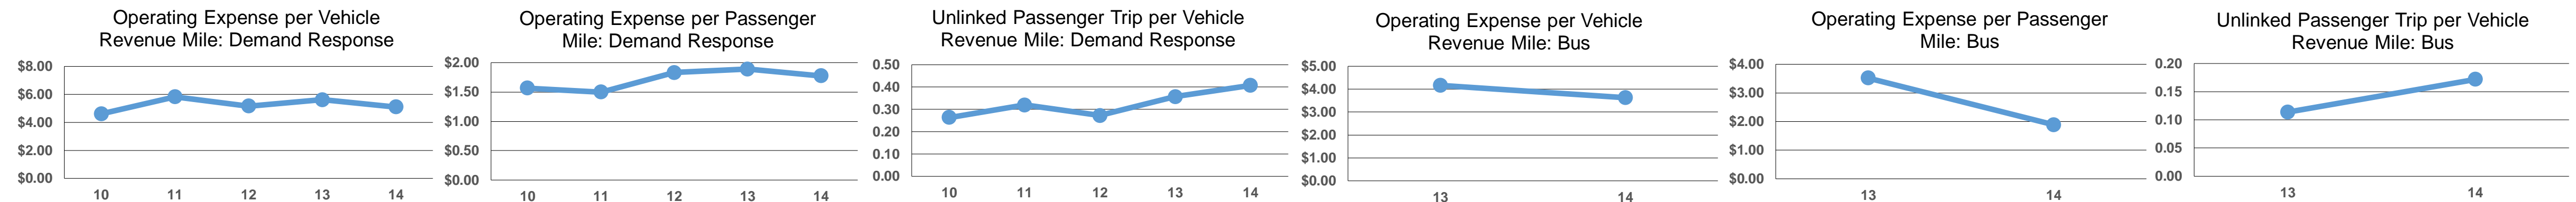 Operating Expense per Vehicle
Revenue Mile: Demand Response
$8.00
$6.00
$4.00
$2.00
$0.00
10 11 12 13 14
Operating Expense per Passenger
Mile: Demand Response
$2.00
$1.50
$1.00
$0.50
$0.00
10 11 12 13 14
Unlinked Passenger Trip per Vehicle
Revenue Mile: Demand Response
0.50
0.40
0.30
0.20
0.10
0.00
10 11 12 13 14
Operating Expense per Vehicle
Revenue Mile: Bus
$5.00
$4.00
$3.00
$2.00
$1.00
$0.00
13 14
Operating Expense per Passenger
Mile: Bus
$4.00
$3.00
$2.00
$1.00
$0.00
13 14
Unlinked Passenger Trip per Vehicle
Revenue Mile: Bus
0.20
0.15
0.10
0.05
0.00
13 14